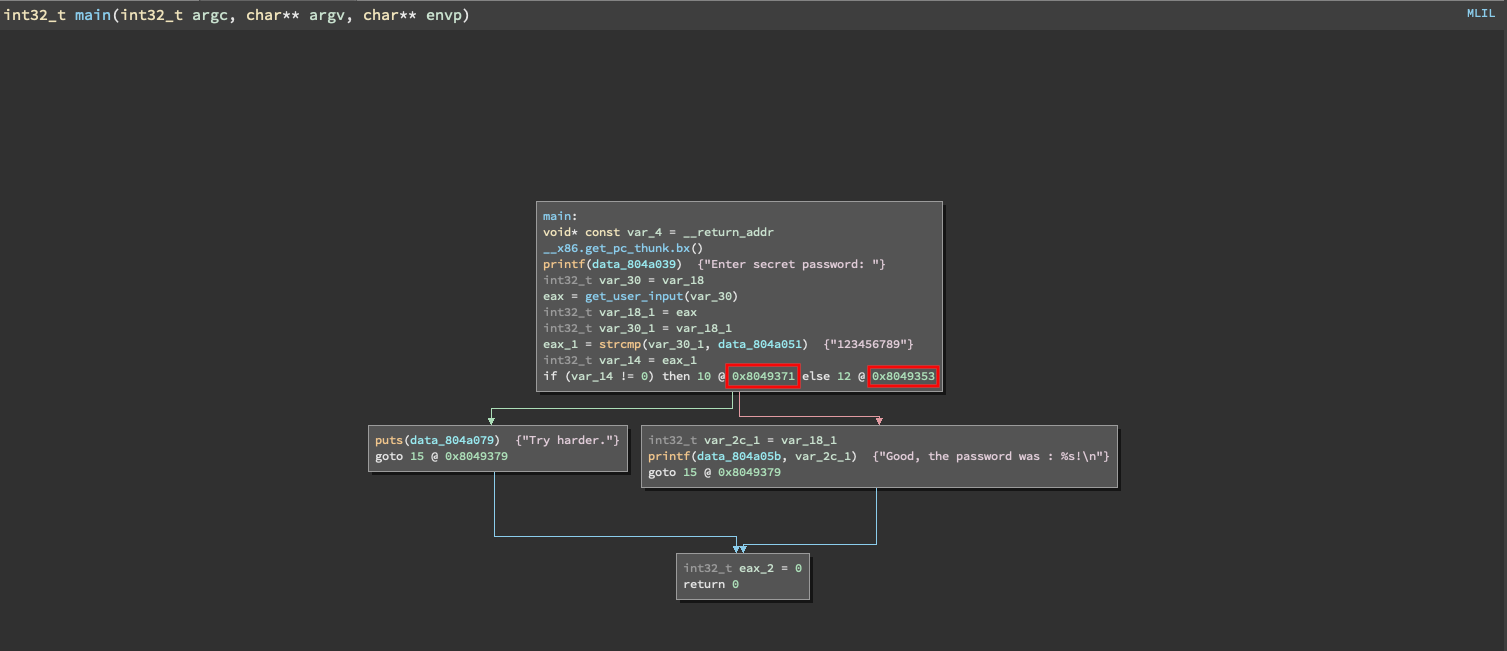 int32_t main(int32_t argc, char** argv, char** envp)
MLIL
main:
void* const var_4 = __return_addr
__x86.get_pc_thunk.bx()
printf(data_804a039)  {"Enter secret password: "}
int32_t var_30 = var_18
eax = get_user_input(var_30)
int32_t var_18_1 = eax
int32_t var_30_1 = var_18_1
eax_1 = strcmp(var_30_1, data_804a051)  {"123456789"}
int32_t var_14 = eax_1
if (var_14 != 0) then 10 @ 0x8049371 else 12 @ 0x8049353
puts(data_804a079)  {"Try harder."}
goto 15 @ 0x8049379
int32_t var_2c_1 = var_18_1
printf(data_804a05b, var_2c_1)  {"Good, the password was : %s!\n"}
goto 15 @ 0x8049379
int32_t eax_2 = 0
return 0